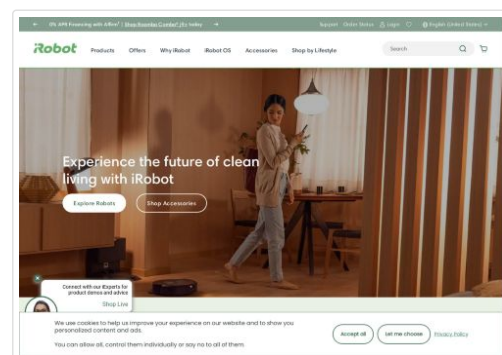 0% APR Financing with Affirm! | Shop Roomba Combo® j9+ today
Support Order Status Login English (United States)
iRobot Products Offers Why iRobot iRobot OS Accessories Shop by Lifestyle Search
Experience the future of clean
living with iRobot
Explore Robots Shop Accessories
Connect with our iExperts for
product demos and advice
Shop Live
We use cookies to help us improve your experience on our website and to show you
personalized content and ads.
You can allow all, control them individually or say no to all of them.
Accept all Let me choose Privacy Policy